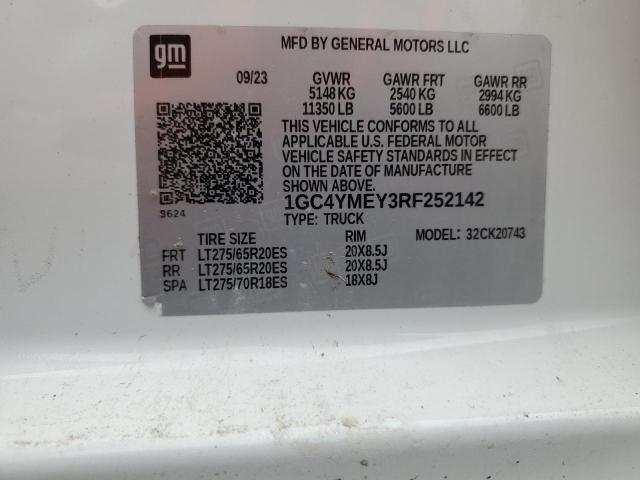 gm
MFD BY GENERAL MOTORS LLC
09/23 GVWR GAWR FRT GAWR RR
5148 KG 2540 KG 2994 KG
11350 LB 5600 LB 6600 LB
THIS VEHICLE CONFORMS TO ALL
APPLICABLE U.S. FEDERAL MOTOR
VEHICLE SAFETY STANDARDS IN EFFECT
ON THE DATE OF MANUFACTURE
SHOWN ABOVE.
9624
1GC4YMEY3RF252142
TYPE: TRUCK
TIRE SIZE RIM MODEL: 32CK20743
FRT LT275/65R20ES 20X8.5J
RR LT275/65R20ES 20X8.5J
SPA LT275/70R18ES 18X8J